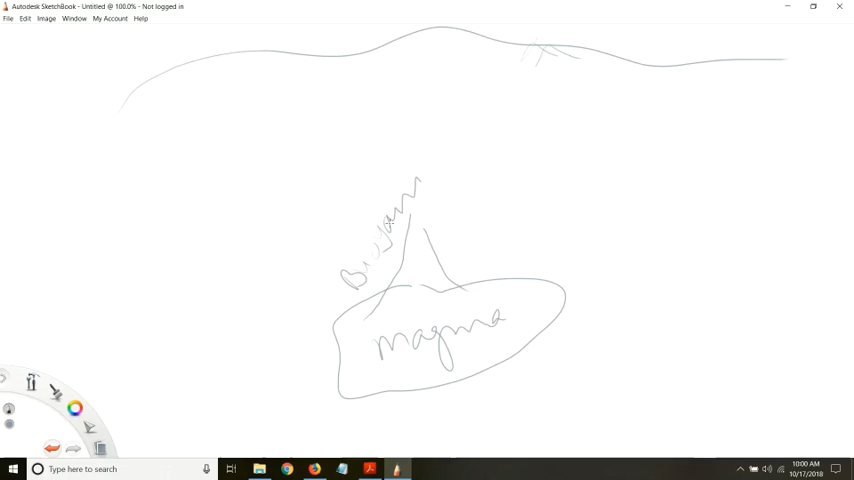 Autodesk SketchBook - Untitled @ 100.0% - Not logged in
File Edit Image Window My Account Help
Buoyan
Magma
Type here to search
10:00 AM
10/17/2018